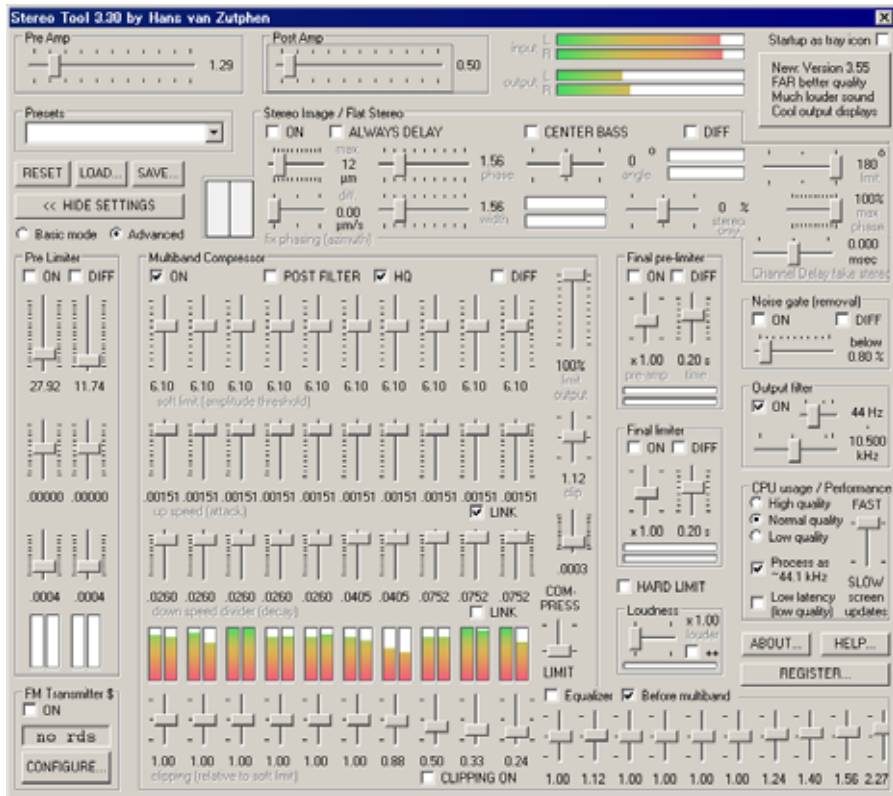 Stereo Tool 3.30 by Hans van Zutphen
Pre Amp
1.29
Post Amp
0.50
input L
R
output L
R
Startup as tray icon
New: Version 3.55
FAR better quality
Much louder sound
Cool output displays
Presets
RESET LOAD... SAVE...
<< HIDE SETTINGS
Basic mode Advanced
Stereo Image / Flat Stereo
ON ALWAYS DELAY CENTER BASS DIFF
max.
12
µm
1.56
phase
0 °
angle
180°
limit
diff.
0.00
µm/s
1.56
width
0 %
stereo
only
100%
max
phase
fix phasing (azimuth)
0.000
msec
Channel Delay fake stereo
Pre Limiter
ON DIFF
27.92 11.74
.00000 .00000
.0004 .0004
Multiband Compressor
ON POST FILTER HQ DIFF
6.10 6.10 6.10 6.10 6.10 6.10 6.10 6.10 6.10
soft limit (amplitude threshold)
100%
limit
output
.00151 .00151 .00151 .00151 .00151 .00151 .00151 .00151 .00151
up speed (attack)
LINK
1.12
clip
.0260 .0260 .0260 .0260 .0260 .0405 .0405 .0752 .0752
down speed divider (decay)
LINK
.0003
COM-
PRESS
LIMIT
1.00 1.00 1.00 1.00 1.00 0.88 0.50 0.33 0.24
clipping (relative to soft limit)
CLIPPING ON
Final pre-limiter
ON DIFF
x 1.00 0.20 s
pre-amp time
Final limiter
ON DIFF
x 1.00 0.20 s
HARD LIMIT
Loudness
x 1.00
louder
++
Noise gate (removal)
ON DIFF
below
0.80 %
Output filter
ON 44 Hz
-
10.500
kHz
CPU usage / Performance
High quality
Normal quality
Low quality
FAST
Process as
~44.1 kHz
Low latency
(low quality)
SLOW
screen
updates
ABOUT... HELP...
REGISTER...
FM Transmitter $
ON
no rds
CONFIGURE...
Equalizer Before multiband
1.00 1.12 1.00 1.00 1.00 1.00 1.24 1.40 1.56 2.27